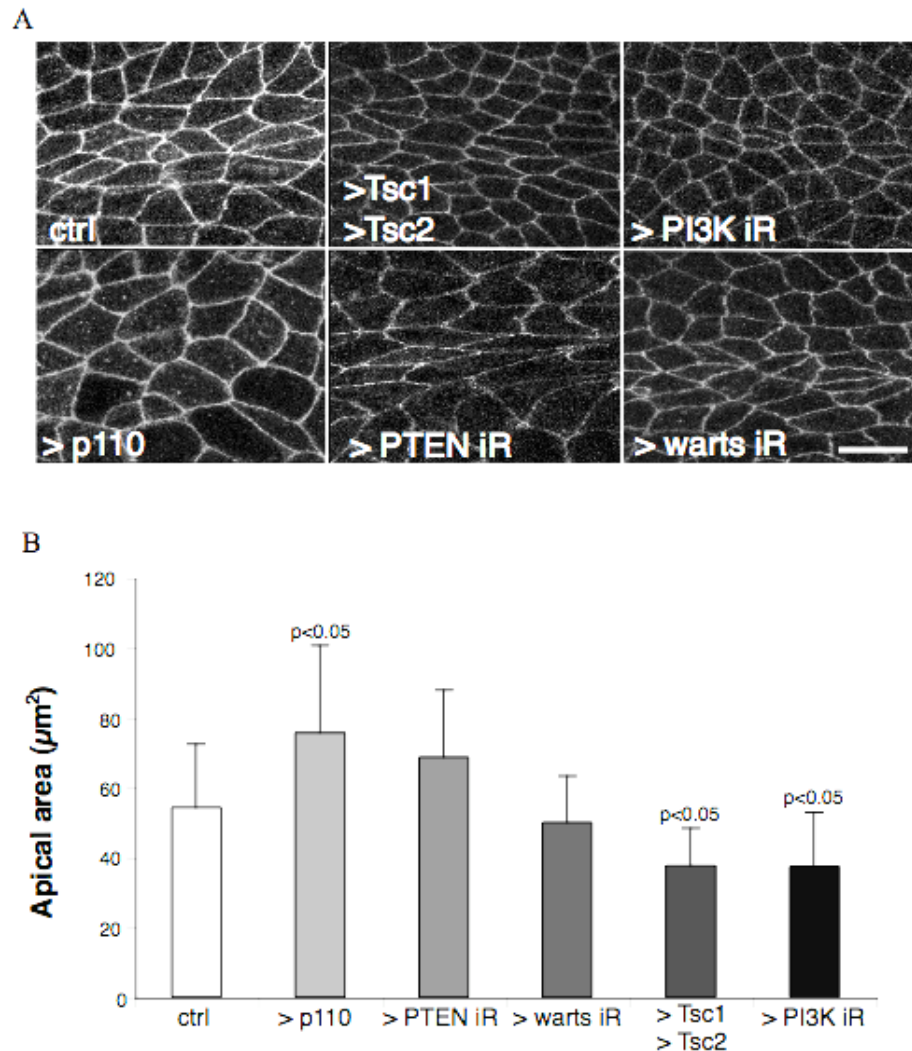 A
ctrl
>Tsc1
>Tsc2
> PI3K iR
> p110
> PTEN iR
> warts iR
B
Apical area (µm²)
120
100
80
60
40
20
0
p<0.05
p<0.05
p<0.05
ctrl
> p110
> PTEN iR
> warts iR
> Tsc1
> Tsc2
> PI3K iR